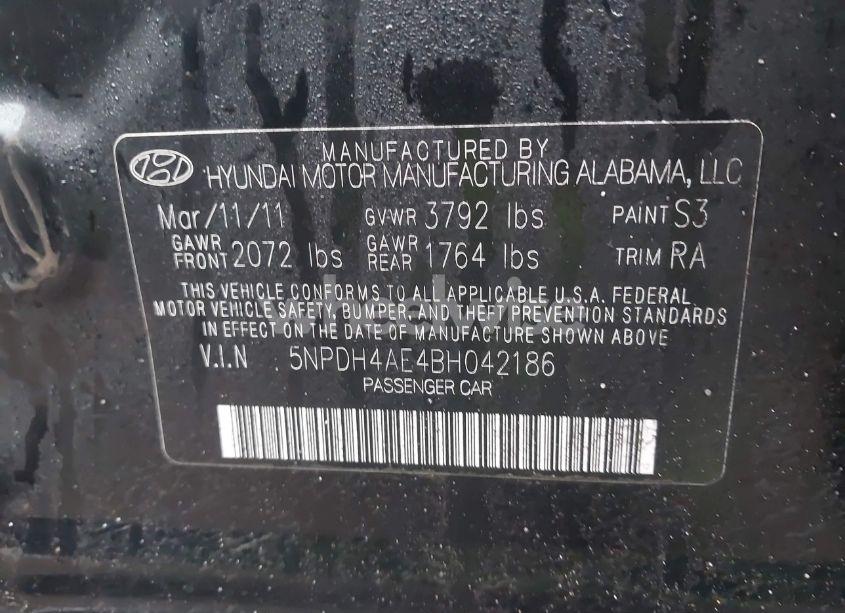 MANUFACTURED BY
HYUNDAI MOTOR MANUFACTURING ALABAMA, LLC
Mar/11/11 GVWR 3792 lbs PAINT S3
GAWR FRONT 2072 lbs GAWR REAR 1764 lbs TRIM RA
THIS VEHICLE CONFORMS TO ALL APPLICABLE U.S.A. FEDERAL
MOTOR VEHICLE SAFETY, BUMPER, AND THEFT PREVENTION STANDARDS
IN EFFECT ON THE DATE OF MANUFACTURE SHOWN ABOVE
V.I.N 5NPDH4AE4BH042186
PASSENGER CAR